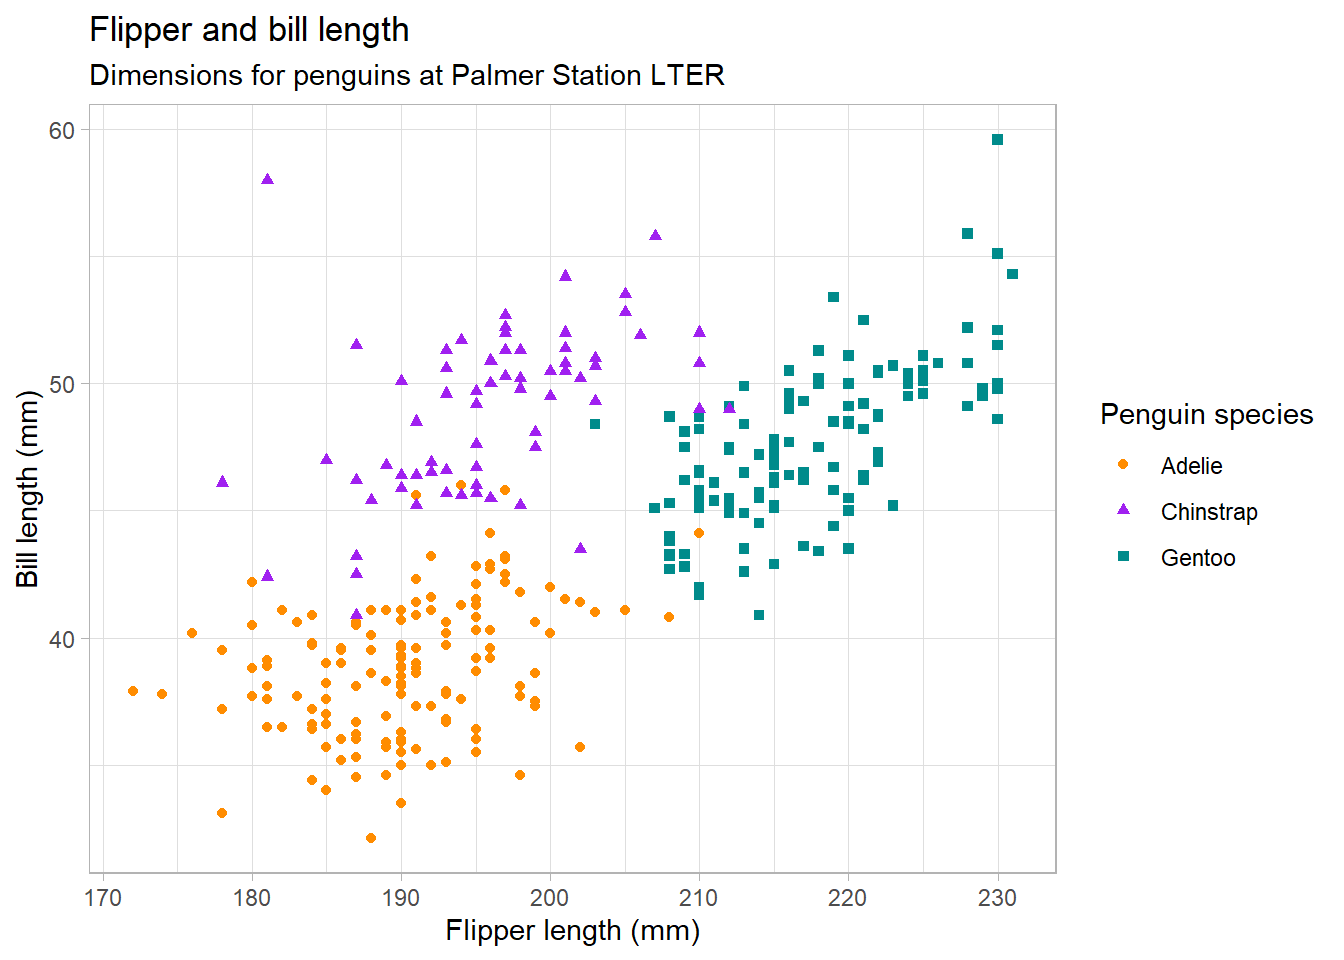 Flipper and bill length
Dimensions for penguins at Palmer Station LTER
60
50
40
Bill length (mm)
170 180 190 200 210 220 230
Flipper length (mm)
Penguin species
Adelie
Chinstrap
Gentoo